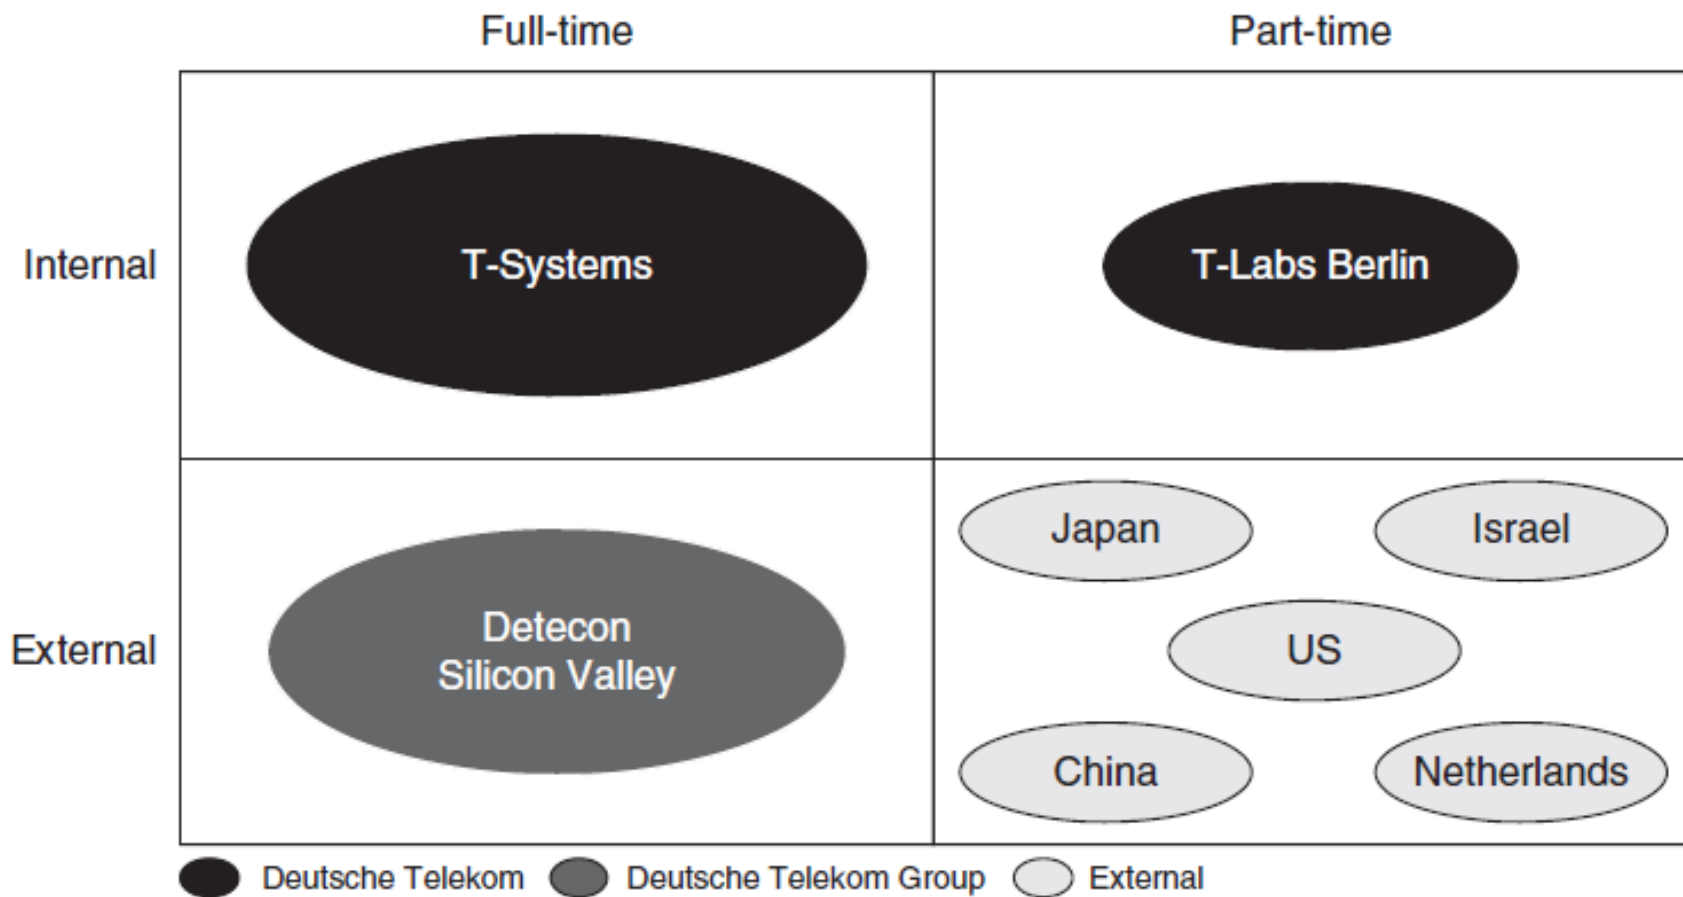 Full-time
Part-time
Internal
T-Systems
T-Labs Berlin
External
Detecon
Silicon Valley
Japan
Israel
US
China
Netherlands
Deutsche Telekom
Deutsche Telekom Group
External